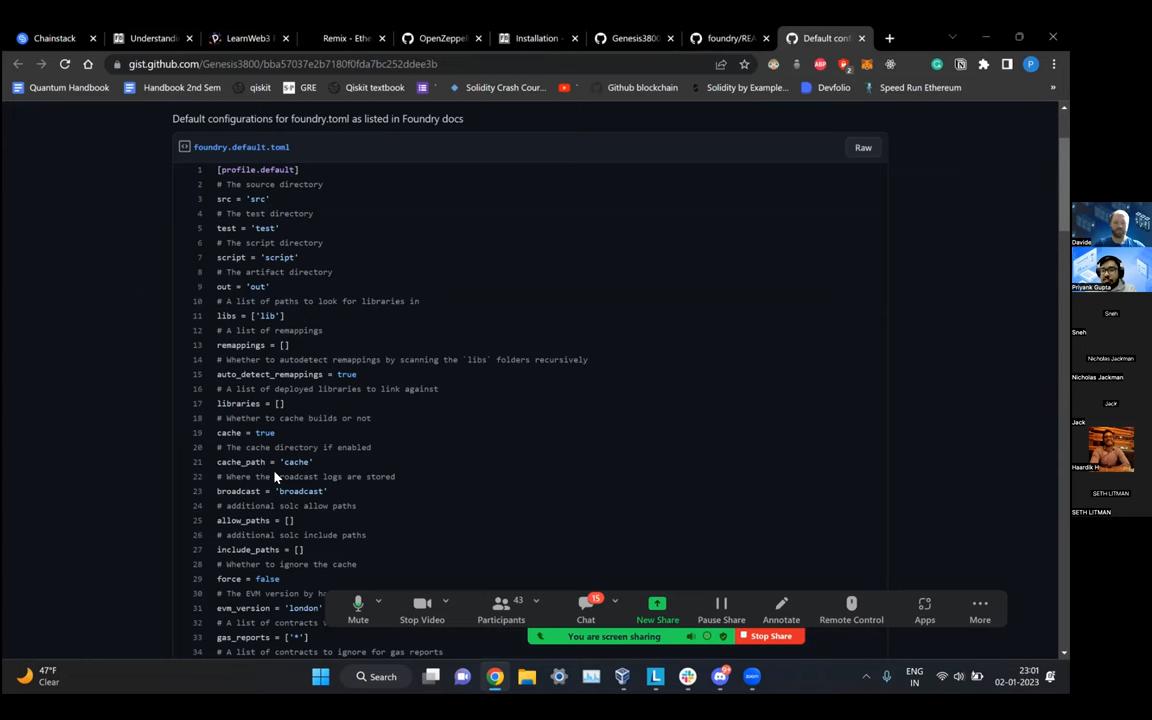 Chainstack
Understandin
LearnWeb3
Remix - Ethe
OpenZeppel
Installation -
Genesis3800
foundry/REA
Default conf
gist.github.com/Genesis3800/bba57037e2b7180f0fda7bc252ddee3b
Quantum Handbook
Handbook 2nd Sem
qiskit
GRE
Qiskit textbook
Solidity Crash Cour...
Github blockchain
Solidity by Example...
Devfolio
Speed Run Ethereum
Default configurations for foundry.toml as listed in Foundry docs
foundry.default.toml
Raw
1 [profile.default]
2 # The source directory
3 src = 'src'
4 # The test directory
5 test = 'test'
6 # The script directory
7 script = 'script'
8 # The artifact directory
9 out = 'out'
10 # A list of paths to look for libraries in
11 libs = ['lib']
12 # A list of remappings
13 remappings = []
14 # Whether to autodetect remappings by scanning the `libs` folders recursively
15 auto_detect_remappings = true
16 # A list of deployed libraries to link against
17 libraries = []
18 # Whether to cache builds or not
19 cache = true
20 # The cache directory if enabled
21 cache_path = 'cache'
22 # Where the broadcast logs are stored
23 broadcast = 'broadcast'
24 # additional solc allow paths
25 allow_paths = []
26 # additional solc include paths
27 include_paths = []
28 # Whether to ignore the cache
29 force = false
30 # The EVM version by ha
31 evm_version = 'london'
32 # A list of contracts
33 gas_reports = ['*']
34 # A list of contracts to ignore for gas reports
Davide
Priyank Gupta
Sneh
Sneh
Nicholas Jackman
Nicholas Jackman
Jack
Jack
Haardik H
SETH LITMAN
SETH LITMAN
Mute
Stop Video
43
Participants
15
Chat
New Share
Pause Share
Annotate
Remote Control
Apps
More
You are screen sharing
Stop Share
47°F
Clear
Search
ENG
IN
23:01
02-01-2023